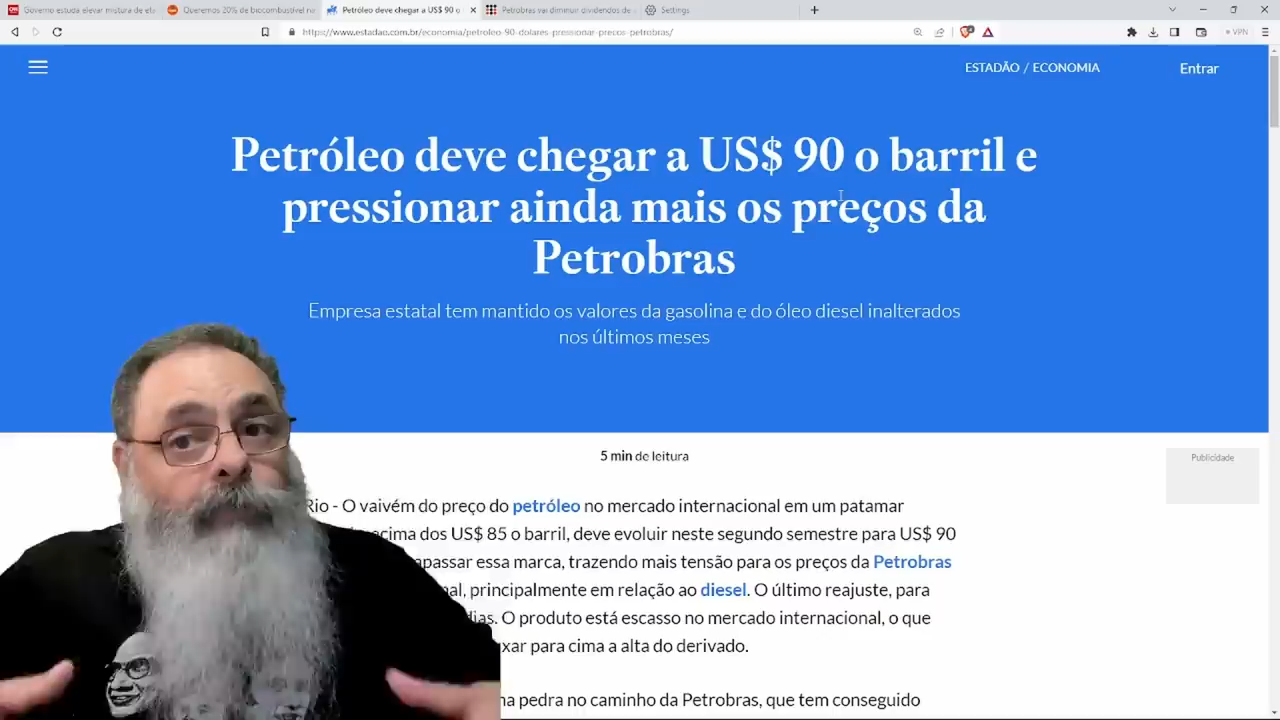 Governo estuda elevar mistura de eta
Queremos 20% de biocombustível na
Petróleo deve chegar a US$ 90 o
Petrobras vai diminuir dividendos de
Settings
https://www.estadao.com.br/economia/petroleo-90-dolares-pressionar-precos-petrobras/
VPN
ESTADÃO / ECONOMIA
Entrar
Petróleo deve chegar a US$ 90 o barril e
pressionar ainda mais os preços da
Petrobras
Empresa estatal tem mantido os valores da gasolina e do óleo diesel inalterados
nos últimos meses
5 min de leitura
Publicidade
Rio - O vaivém do preço do petróleo no mercado internacional em um patamar
acima dos US$ 85 o barril, deve evoluir neste segundo semestre para US$ 90
apassar essa marca, trazendo mais tensão para os preços da Petrobras
nal, principalmente em relação ao diesel. O último reajuste, para
dias. O produto está escasso no mercado internacional, o que
xar para cima a alta do derivado.
na pedra no caminho da Petrobras, que tem conseguido